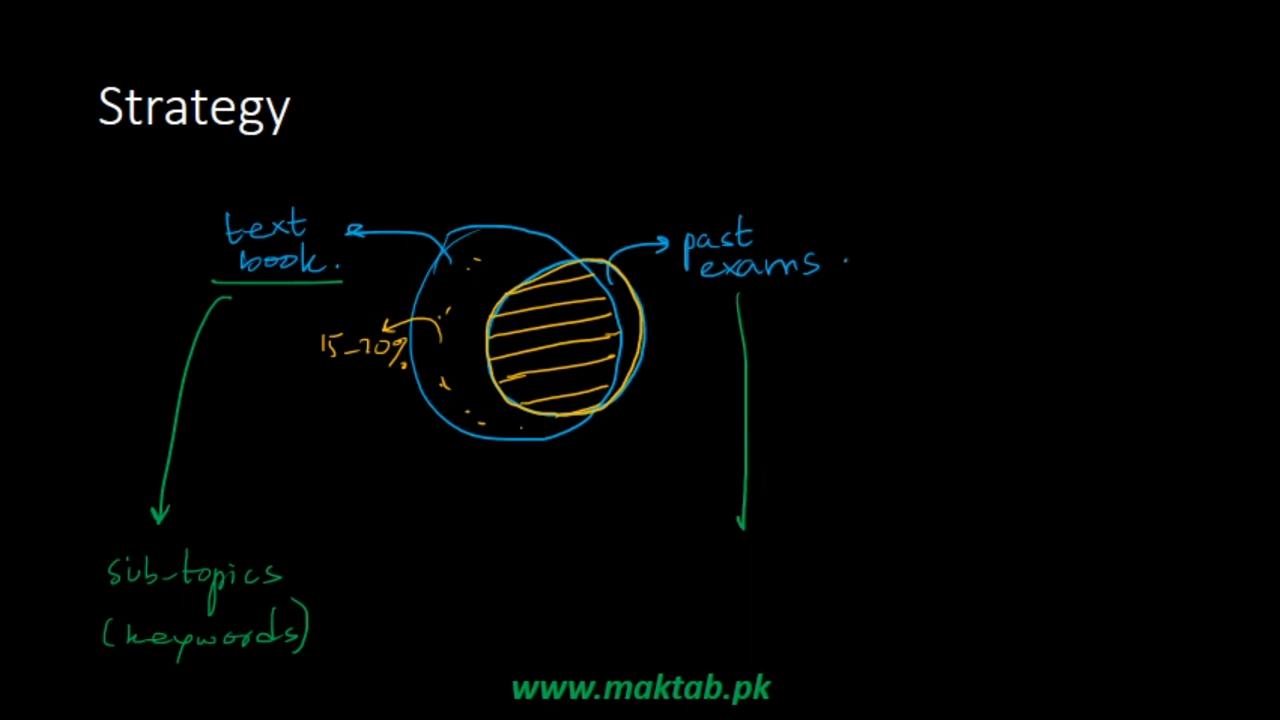 Strategy
text
book.
past
exams.
15-20%
sub-topics
(keywords)
www.maktab.pk